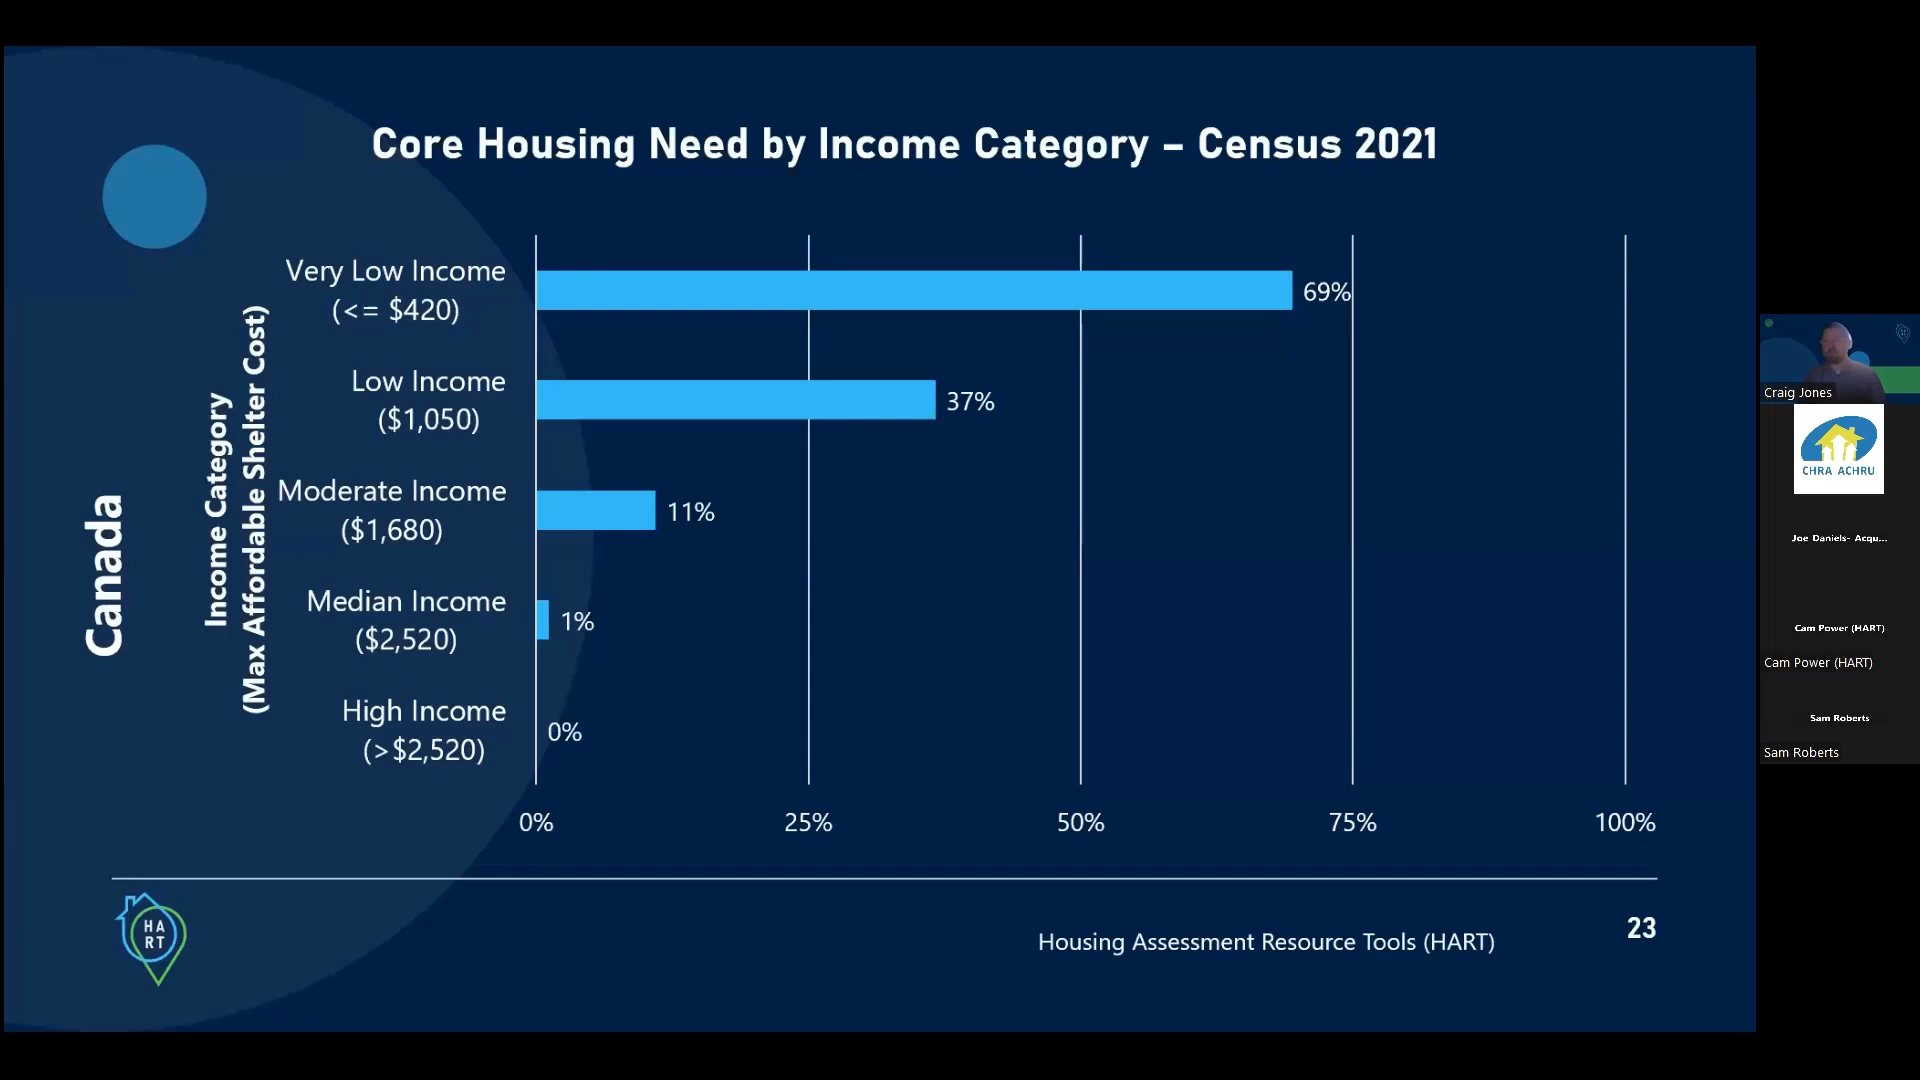 Core Housing Need by Income Category – Census 2021
Canada
Income Category
(Max Affordable Shelter Cost)
Very Low Income
(<= $420)
69%
Low Income
($1,050)
37%
Moderate Income
($1,680)
11%
Median Income
($2,520)
1%
High Income
(>$2,520)
0%
0%
25%
50%
75%
100%
HA
RT
Housing Assessment Resource Tools (HART)
23
Craig Jones
CHRA ACHRU
Joe Daniels- Acqu...
Cam Power (HART)
Cam Power (HART)
Sam Roberts
Sam Roberts